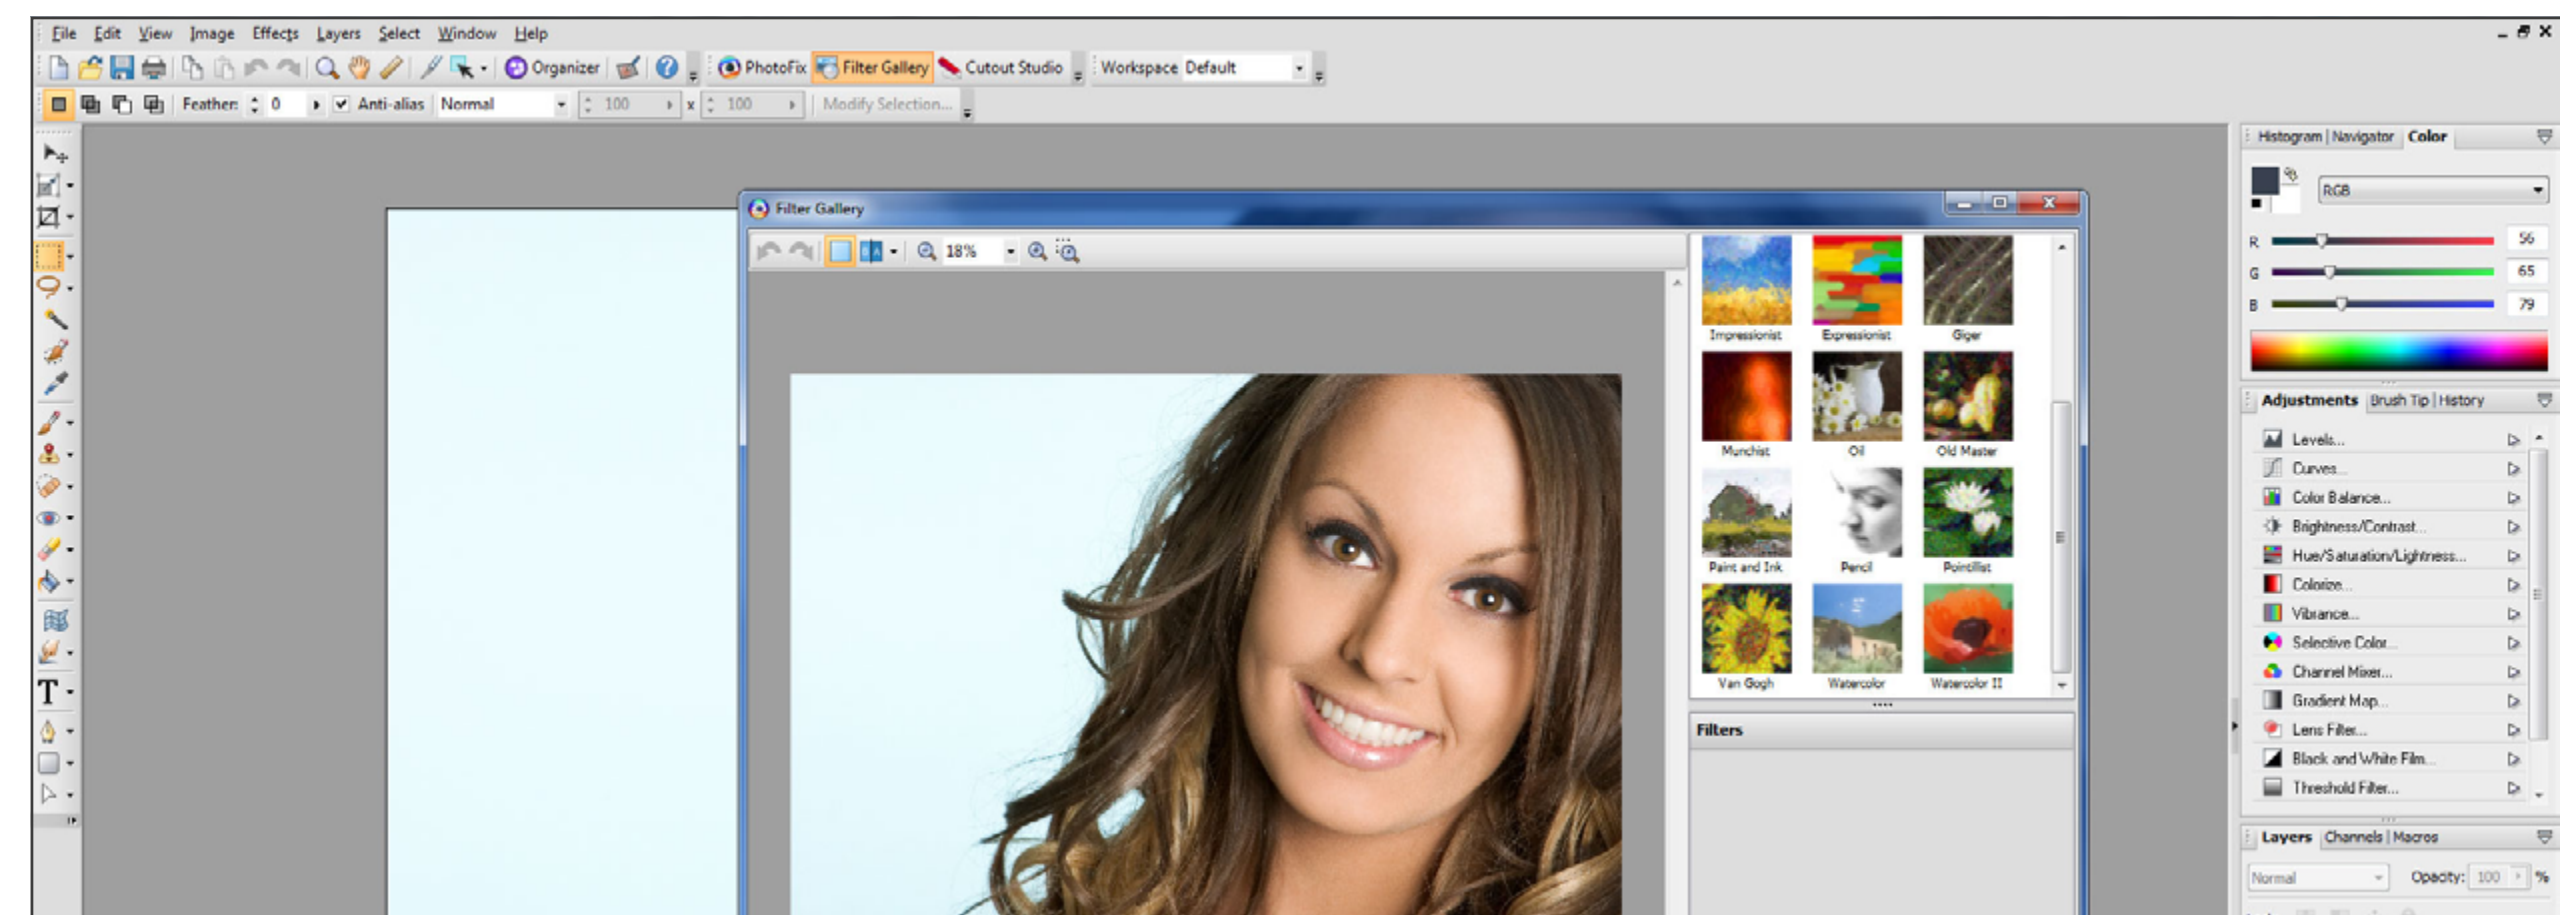 File Edit View Image Effects Layers Select Window Help
Organizer PhotoFix Filter Gallery Cutout Studio Workspace Default
Feather: 0 Anti-alias Normal 100 x 100 Modify Selection...
Histogram | Navigator Color
RGB
R 56
G 65
B 79
Filter Gallery
18%
Impressionist Expressionist Giger
Munchist Oil Old Master
Paint and Ink Pencil Pointillist
Van Gogh Watercolor Watercolor II
Filters
Adjustments Brush Tip | History
Levels...
Curves...
Color Balance...
Brightness/Contrast...
Hue/Saturation/Lightness...
Colorize...
Vibrance...
Selective Color...
Channel Mixer...
Gradient Map...
Lens Filter...
Black and White Film...
Threshold Filter...
Layers Channels | Macros
Normal Opacity: 100 %